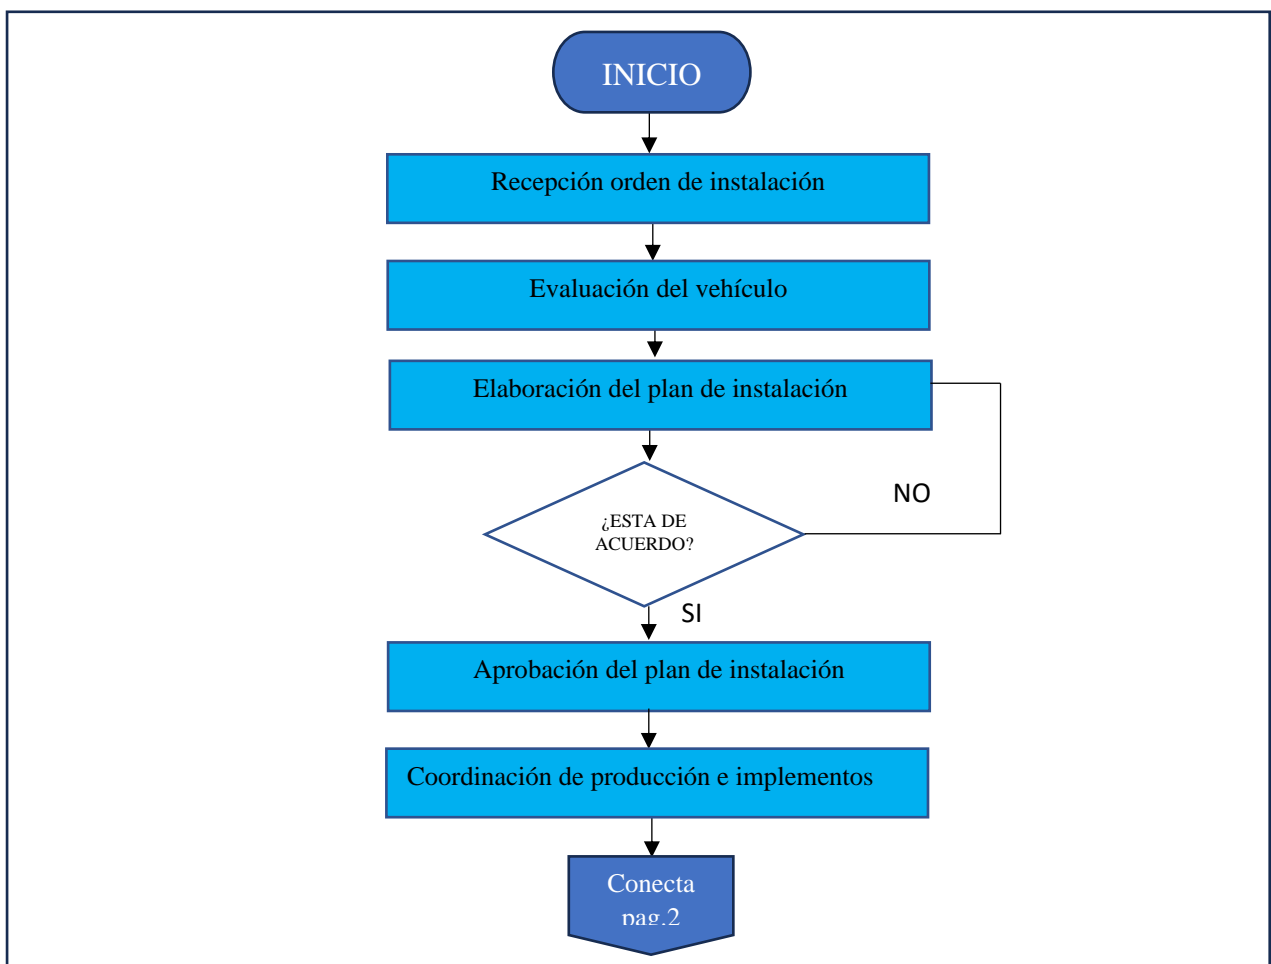 INICIO
Recepción orden de instalación
Evaluación del vehículo
Elaboración del plan de instalación
¿ESTA DE
ACUERDO?
NO
SI
Aprobación del plan de instalación
Coordinación de producción e implementos
Conecta
pag.2